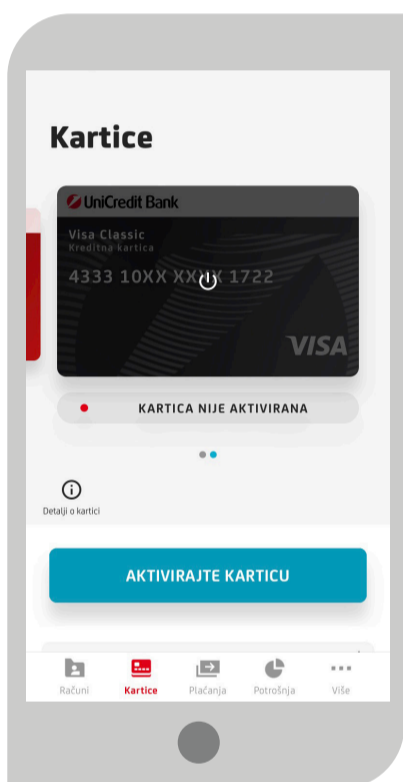 Kartice
UniCredit Bank
Visa Classic
Kreditna kartica
4333 10XX XXXX 1722
VISA
KARTICA NIJE AKTIVIRANA
Detalji o kartici
AKTIVIRAJTE KARTICU
Računi
Kartice
Plaćanja
Potrošnja
Više